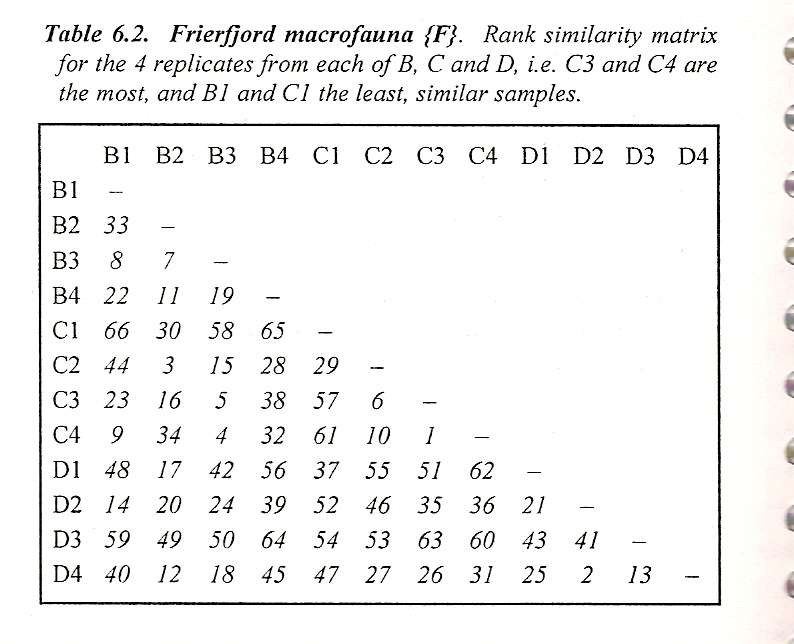 Table 6.2. Frierfjord macrofauna {F}. Rank similarity matrix
for the 4 replicates from each of B, C and D, i.e. C3 and C4 are
the most, and B1 and C1 the least, similar samples.
B1 B2 B3 B4 C1 C2 C3 C4 D1 D2 D3 D4
B1 –
B2 33 –
B3 8 7 –
B4 22 11 19 –
C1 66 30 58 65 –
C2 44 3 15 28 29 –
C3 23 16 5 38 57 6 –
C4 9 34 4 32 61 10 1 –
D1 48 17 42 56 37 55 51 62 –
D2 14 20 24 39 52 46 35 36 21 –
D3 59 49 50 64 54 53 63 60 43 41 –
D4 40 12 18 45 47 27 26 31 25 2 13 –